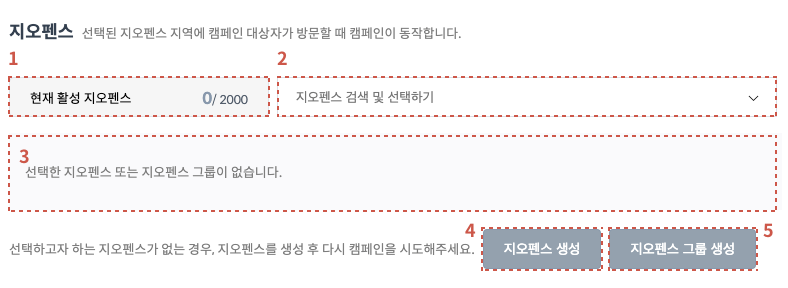 지오펜스 선택된 지오펜스 지역에 캠페인 대상자가 방문할 때 캠페인이 동작합니다.
1 2
현재 활성 지오펜스 0/ 2000 지오펜스 검색 및 선택하기
3
선택한 지오펜스 또는 지오펜스 그룹이 없습니다.
4 5
선택하고자 하는 지오펜스가 없는 경우, 지오펜스를 생성 후 다시 캠페인을 시도해주세요. 지오펜스 생성 지오펜스 그룹 생성